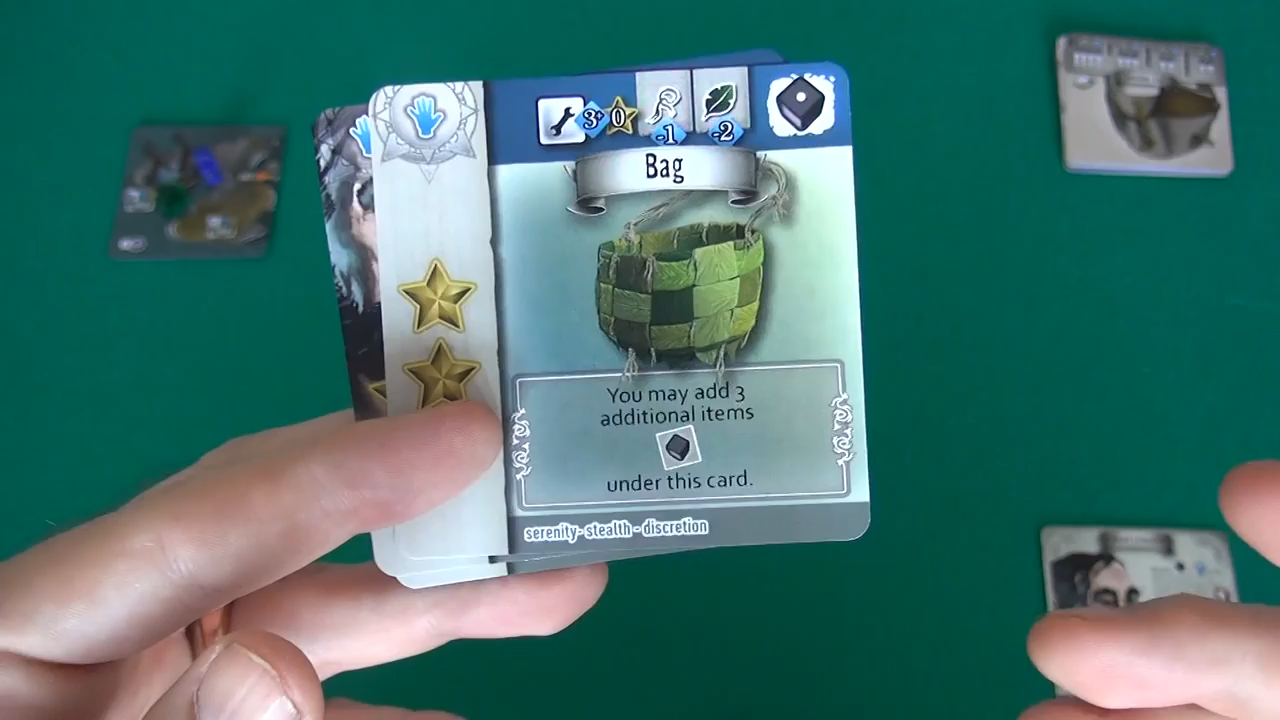 3+ 0
-1
-2
Bag
You may add 3
additional items
under this card.
serenity - stealth - discretion